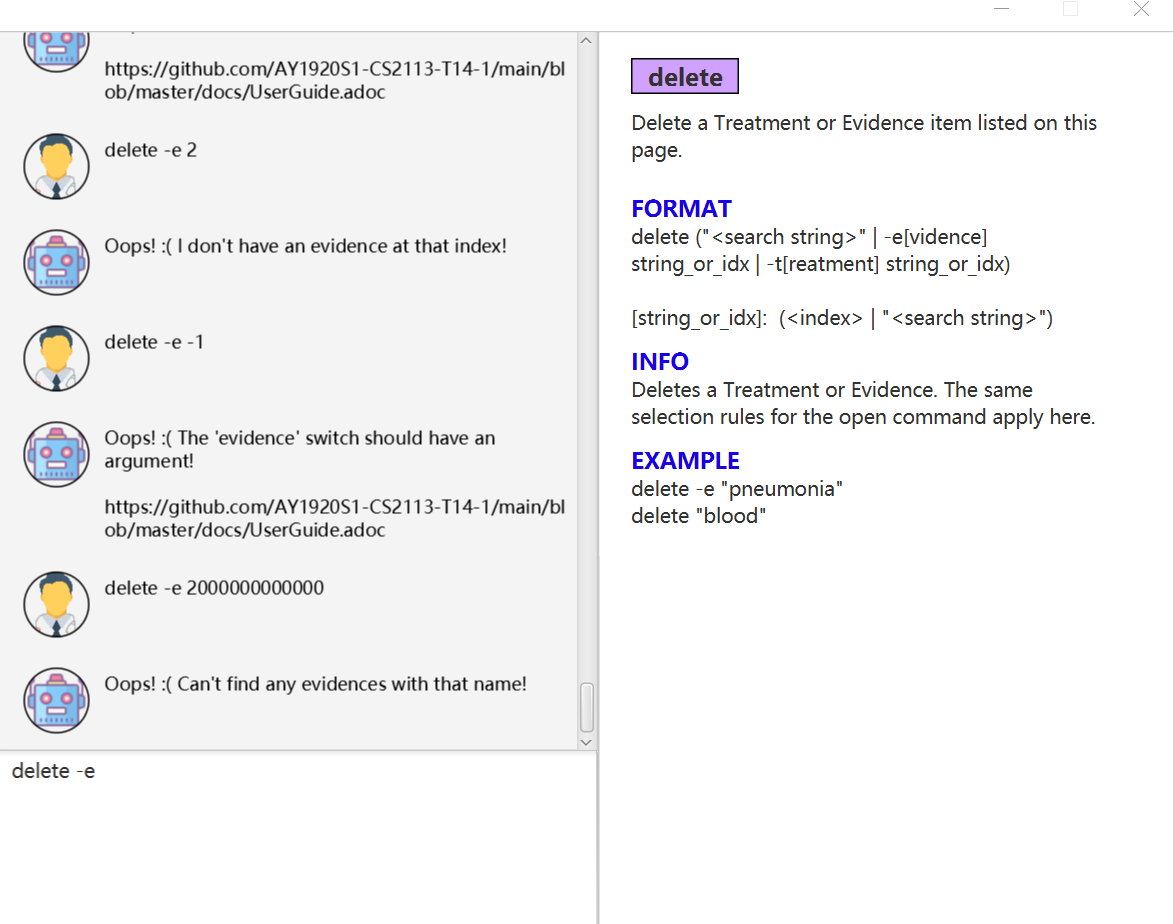 https://github.com/AY1920S1-CS2113-T14-1/main/bl
ob/master/docs/UserGuide.adoc
delete -e 2
Oops! :( I don't have an evidence at that index!
delete -e -1
Oops! :( The 'evidence' switch should have an
argument!
https://github.com/AY1920S1-CS2113-T14-1/main/bl
ob/master/docs/UserGuide.adoc
delete -e 2000000000000
Oops! :( Can't find any evidences with that name!
delete -e
delete
Delete a Treatment or Evidence item listed on this
page.
FORMAT
delete ("<search string>" | -e[vidence]
string_or_idx | -t[reatment] string_or_idx)
[string_or_idx]: (<index> | "<search string>")
INFO
Deletes a Treatment or Evidence. The same
selection rules for the open command apply here.
EXAMPLE
delete -e "pneumonia"
delete "blood"